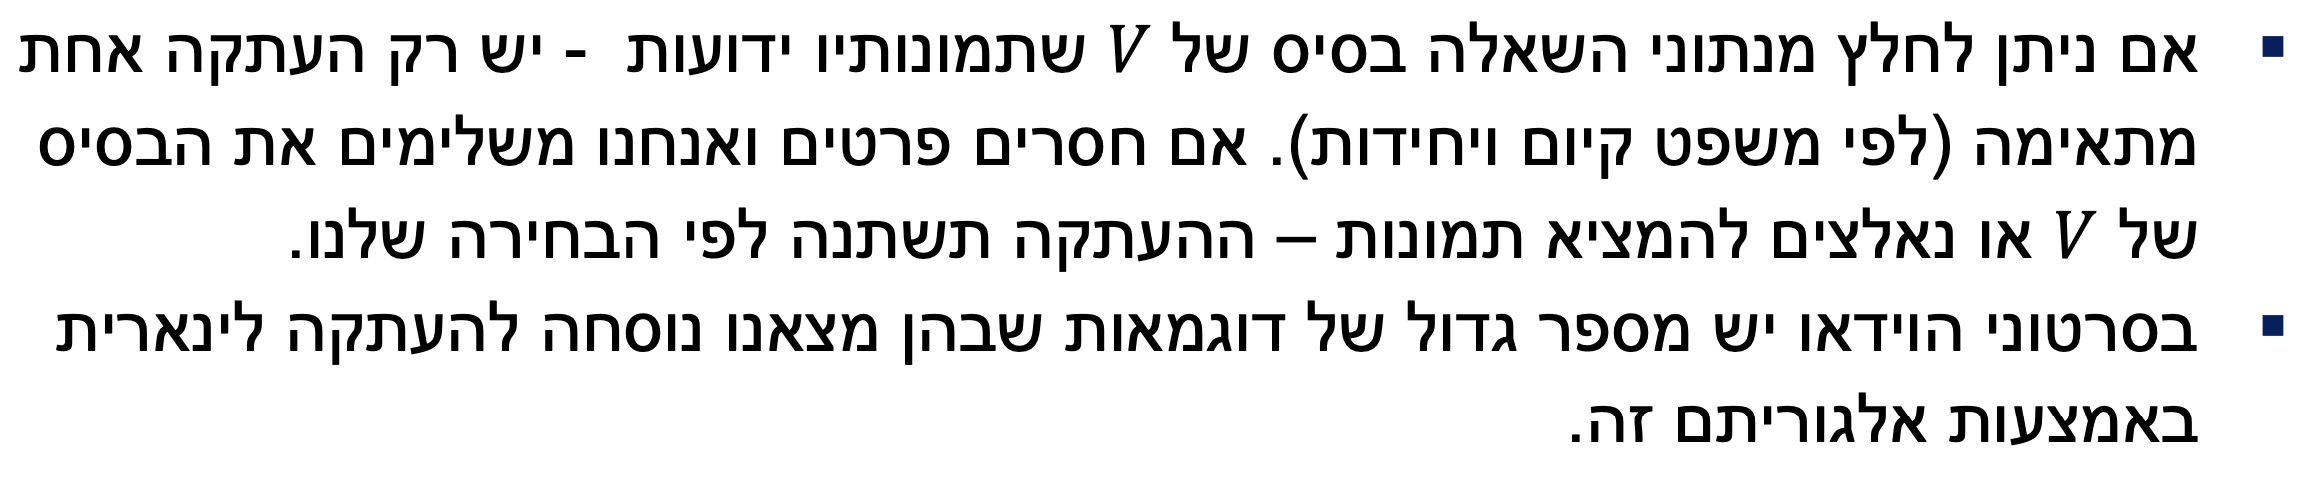 ▪ אם ניתן לחלץ מנתוני השאלה בסיס של V שתמונותיו ידועות - יש רק העתקה אחת
מתאימה (לפי משפט קיום ויחידות). אם חסרים פרטים ואנחנו משלימים את הבסיס
של V או נאלצים להמציא תמונות – ההעתקה תשתנה לפי הבחירה שלנו.
▪ בסרטוני הווידאו יש מספר גדול של דוגמאות שבהן מצאנו נוסחה להעתקה לינארית
באמצעות אלגוריתם זה.